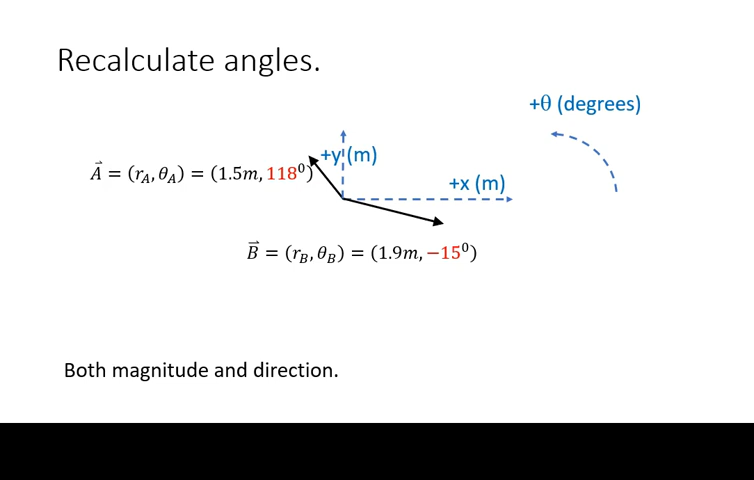 Recalculate angles.
+θ (degrees)
+y (m)
A⃗ = (r_A, θ_A) = (1.5m, 118⁰)
+x (m)
B⃗ = (r_B, θ_B) = (1.9m, −15⁰)
Both magnitude and direction.